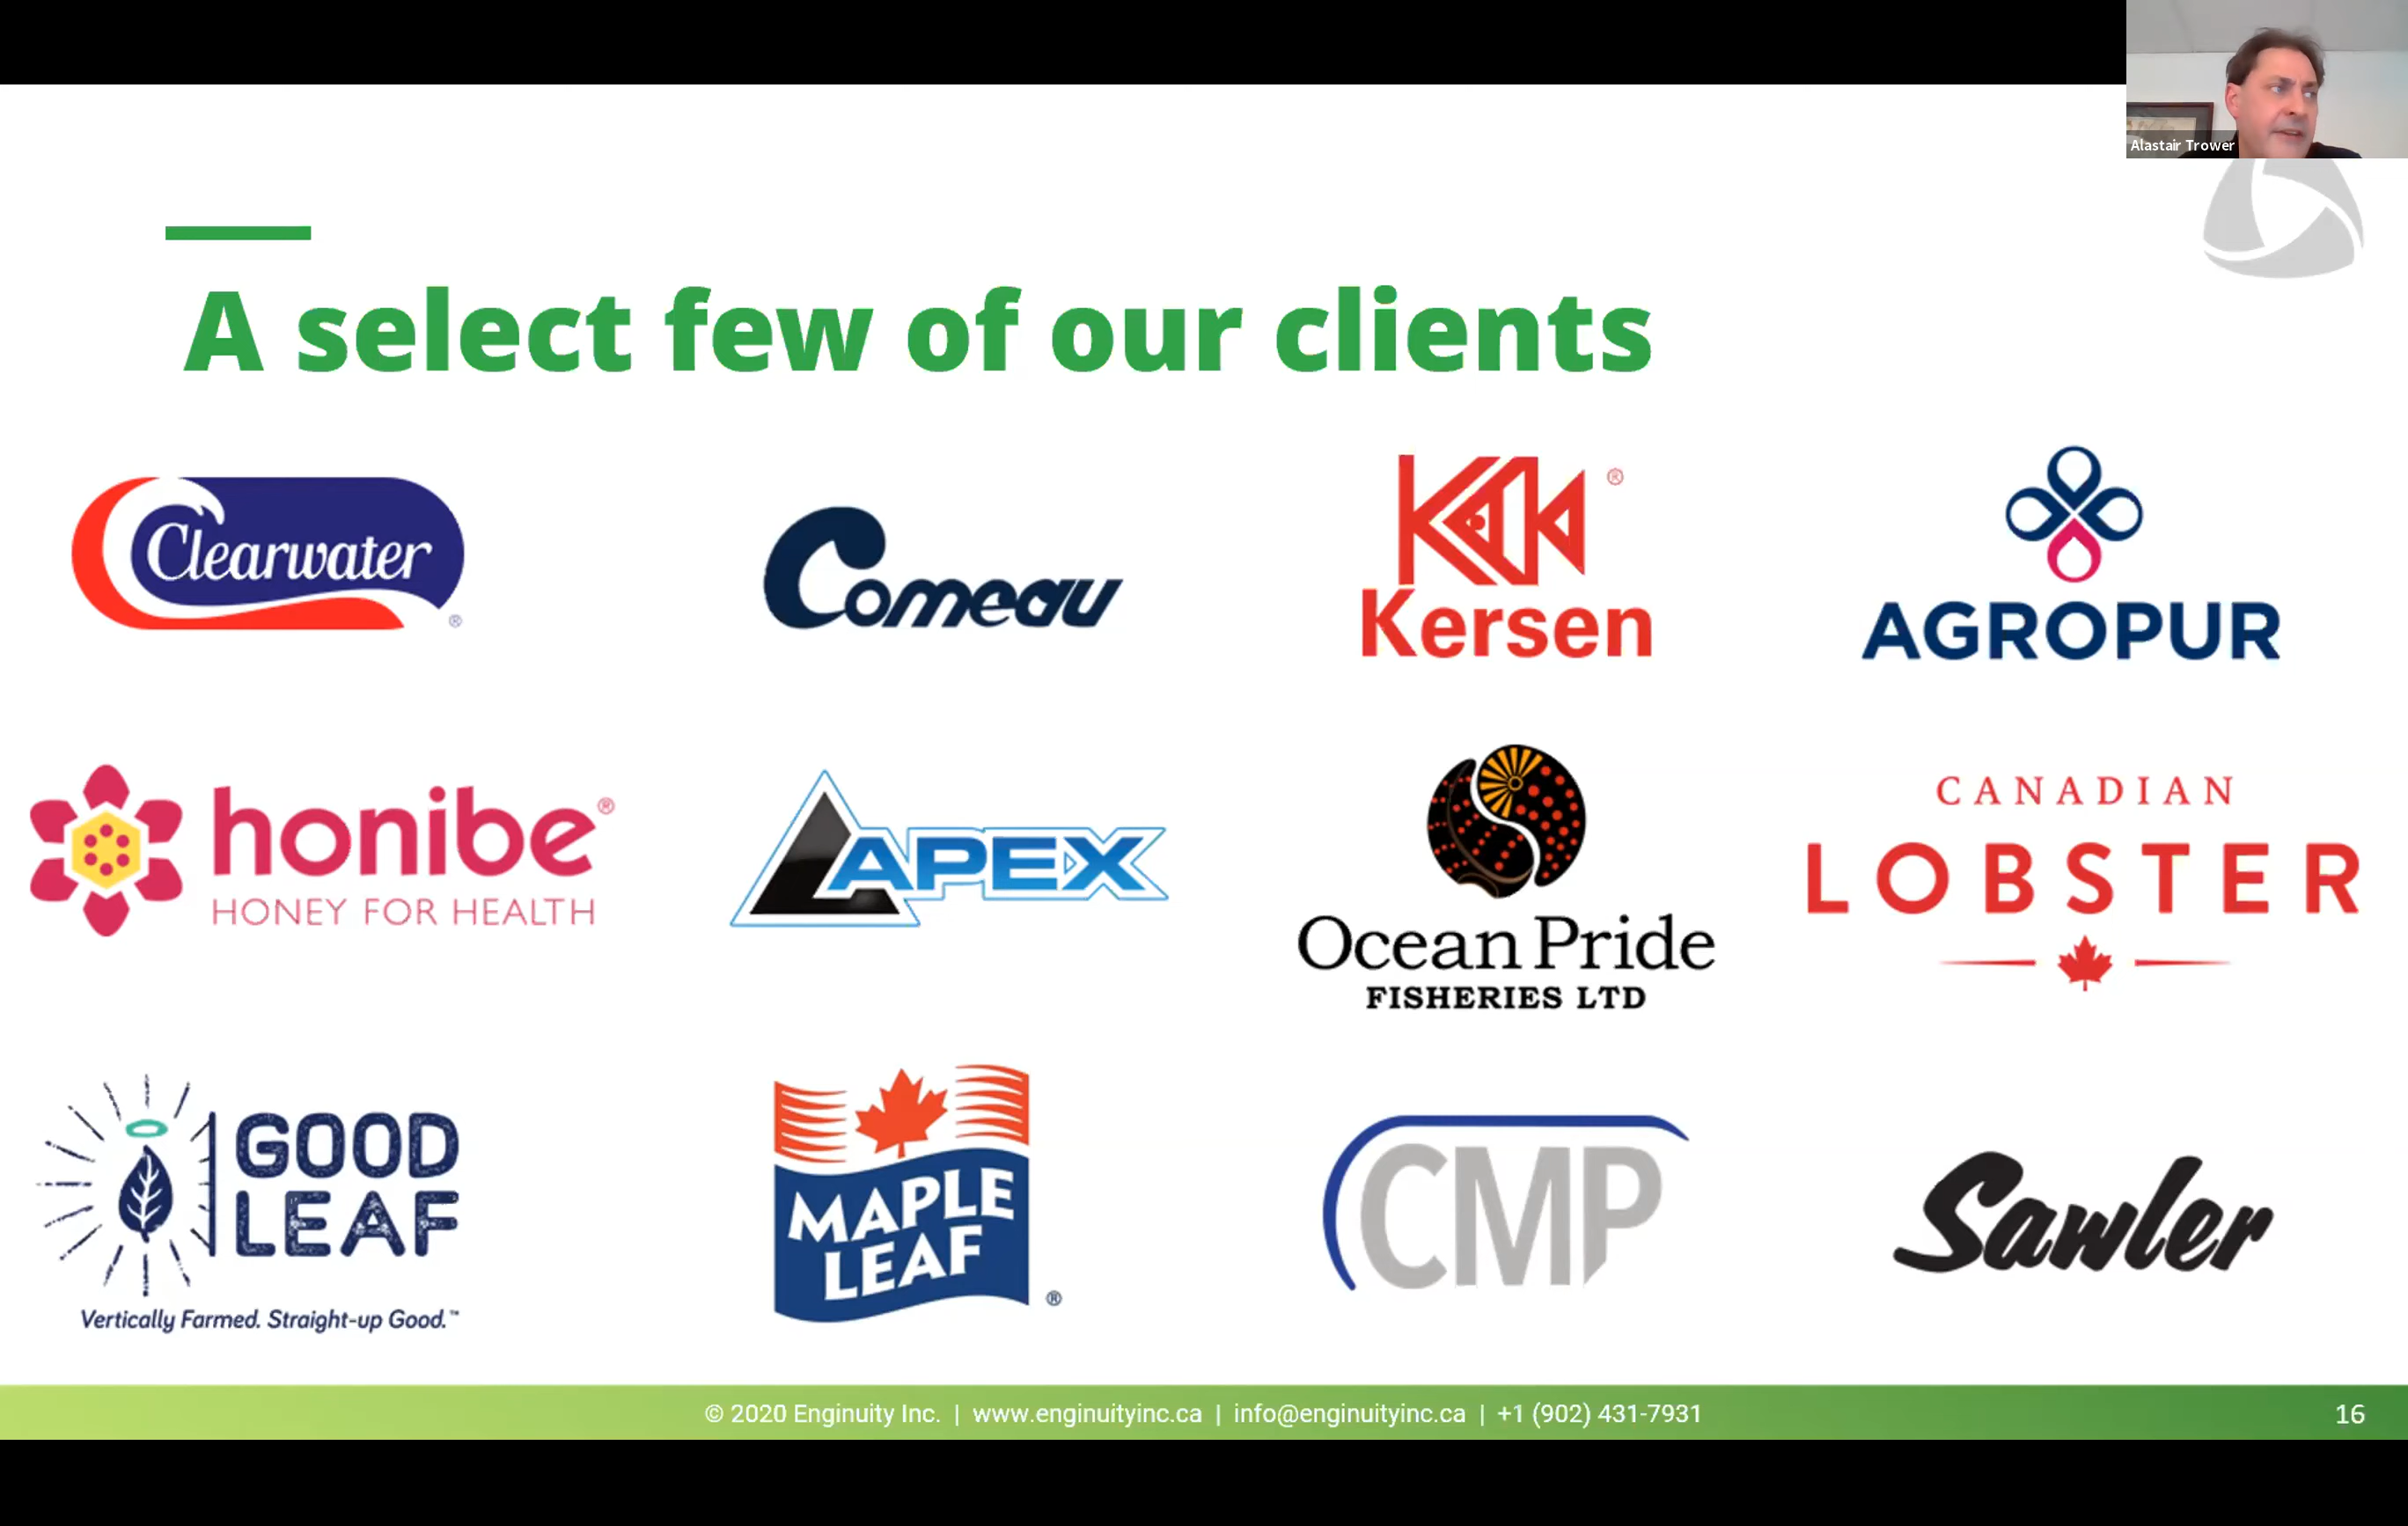 Alastair Trower
A select few of our clients
Clearwater ®
Comeau
® Kersen
AGROPUR
honibe®
HONEY FOR HEALTH
APEX
Ocean Pride
FISHERIES LTD
CANADIAN
LOBSTER
GOOD
LEAF
Vertically Farmed. Straight-up Good.™
MAPLE
LEAF ®
CMP
Sawler
© 2020 Enginuity Inc. | www.enginuityinc.ca | info@enginuityinc.ca | +1 (902) 431-7931
16